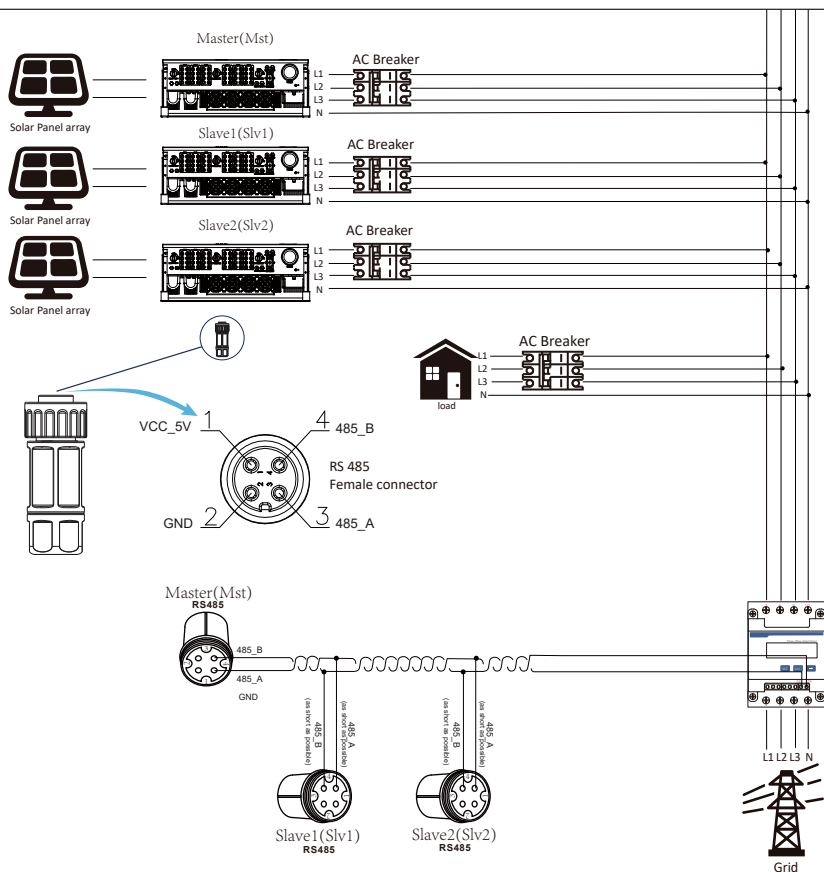 Master(Mst)
AC Breaker
L1
L2
L3
N
Solar Panel array
Slave1(Slv1)
AC Breaker
L1
L2
L3
N
Solar Panel array
Slave2(Slv2)
AC Breaker
L1
L2
L3
N
Solar Panel array
AC Breaker
L1
L2
L3
N
load
VCC_5V 1
4 485_B
GND 2
3 485_A
1 4
2 3
RS 485
Female connector
Master(Mst)
RS485
485_B
485_A
GND
485_A
(as short as possible)
485_B
(as short as possible)
485_A
(as short as possible)
485_B
(as short as possible)
Slave1(Slv1)
RS485
Slave2(Slv2)
RS485
L1 L2 L3 N
Grid